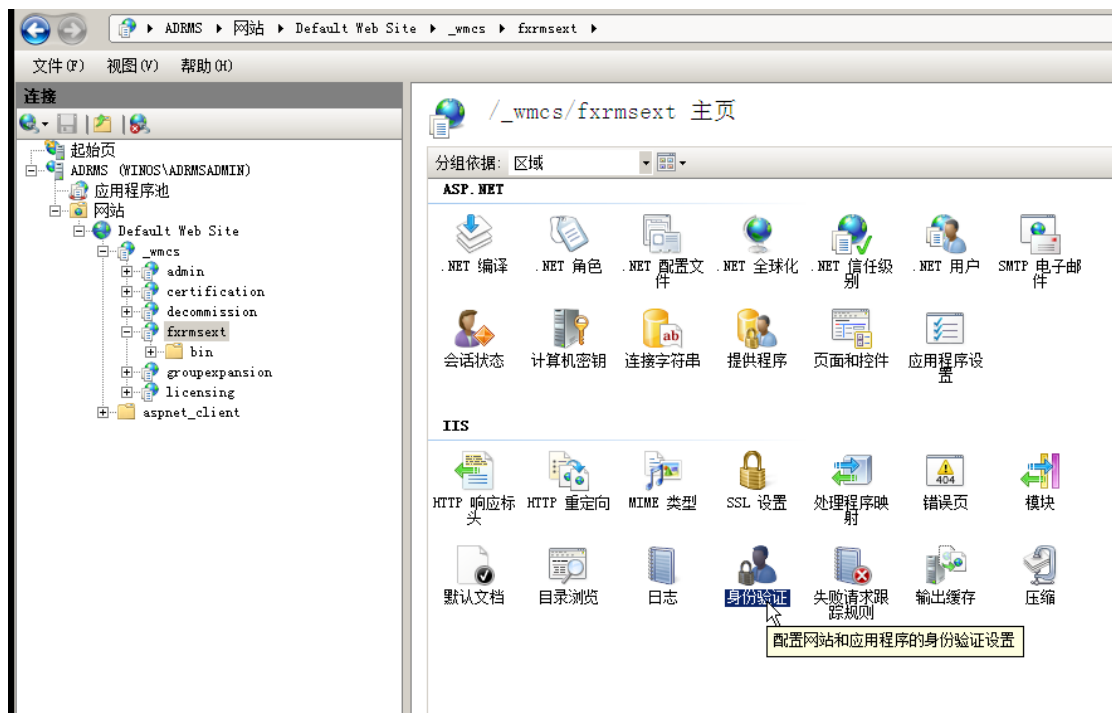 ADRMS ▸ 网站 ▸ Default Web Site ▸ _wmcs ▸ fxrmsext ▸
文件(F) 视图(V) 帮助(H)
连接
起始页
ADRMS (WINOS\ADRMSADMIN)
应用程序池
网站
Default Web Site
_wmcs
admin
certification
decommission
fxrmsext
bin
groupexpansion
licensing
aspnet_client
/_wmcs/fxrmsext 主页
分组依据: 区域
ASP.NET
.NET 编译 .NET 角色 .NET 配置文 .NET 全球化 .NET 信任级 .NET 用户 SMTP 电子邮
件 别 件
ab
会话状态 计算机密钥 连接字符串 提供程序 页面和控件 应用程序设
置
IIS
404
HTTP 响应标 HTTP 重定向 MIME 类型 SSL 设置 处理程序映 错误页 模块
头 射
默认文档 目录浏览 日志 身份验证 失败请求跟 输出缓存 压缩
踪规则
配置网站和应用程序的身份验证设置